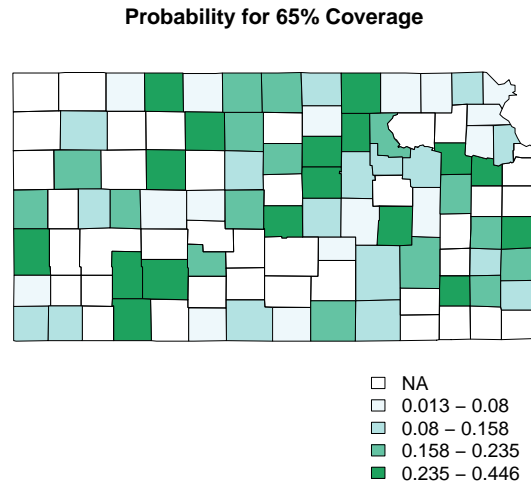 Probability for 65% Coverage
NA
0.013 – 0.08
0.08 – 0.158
0.158 – 0.235
0.235 – 0.446